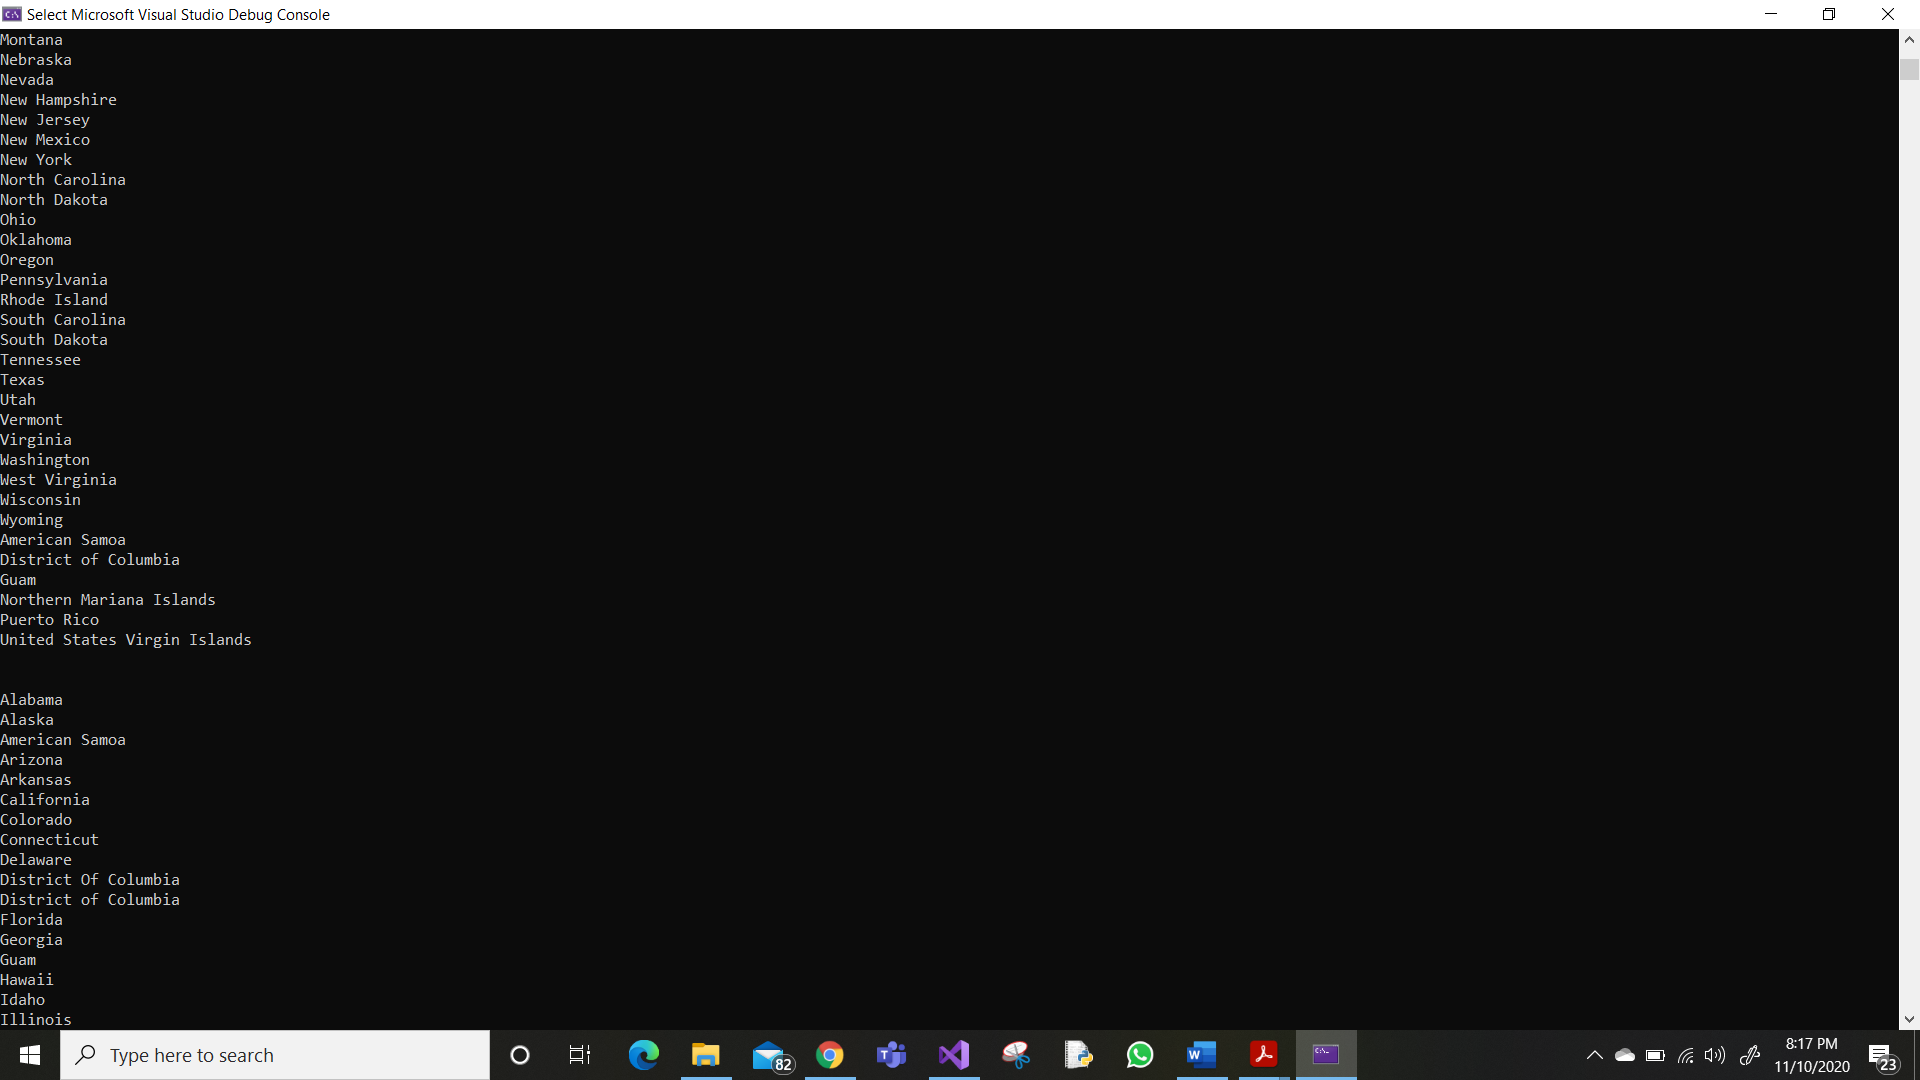 Select Microsoft Visual Studio Debug Console
Montana
Nebraska
Nevada
New Hampshire
New Jersey
New Mexico
New York
North Carolina
North Dakota
Ohio
Oklahoma
Oregon
Pennsylvania
Rhode Island
South Carolina
South Dakota
Tennessee
Texas
Utah
Vermont
Virginia
Washington
West Virginia
Wisconsin
Wyoming
American Samoa
District of Columbia
Guam
Northern Mariana Islands
Puerto Rico
United States Virgin Islands
Alabama
Alaska
American Samoa
Arizona
Arkansas
California
Colorado
Connecticut
Delaware
District Of Columbia
District of Columbia
Florida
Georgia
Guam
Hawaii
Idaho
Illinois
Type here to search
82
8:17 PM
11/10/2020
23